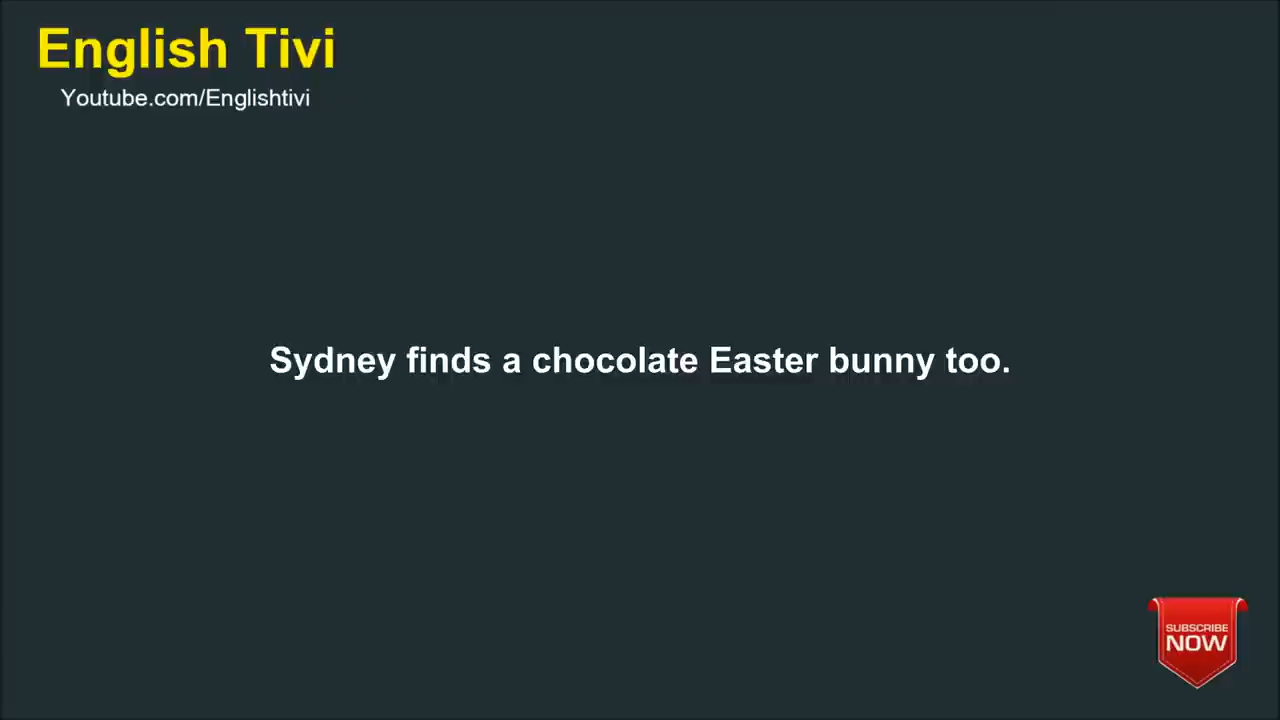 English Tivi
Youtube.com/Englishtivi
Sydney finds a chocolate Easter bunny too.
SUBSCRIBE
NOW